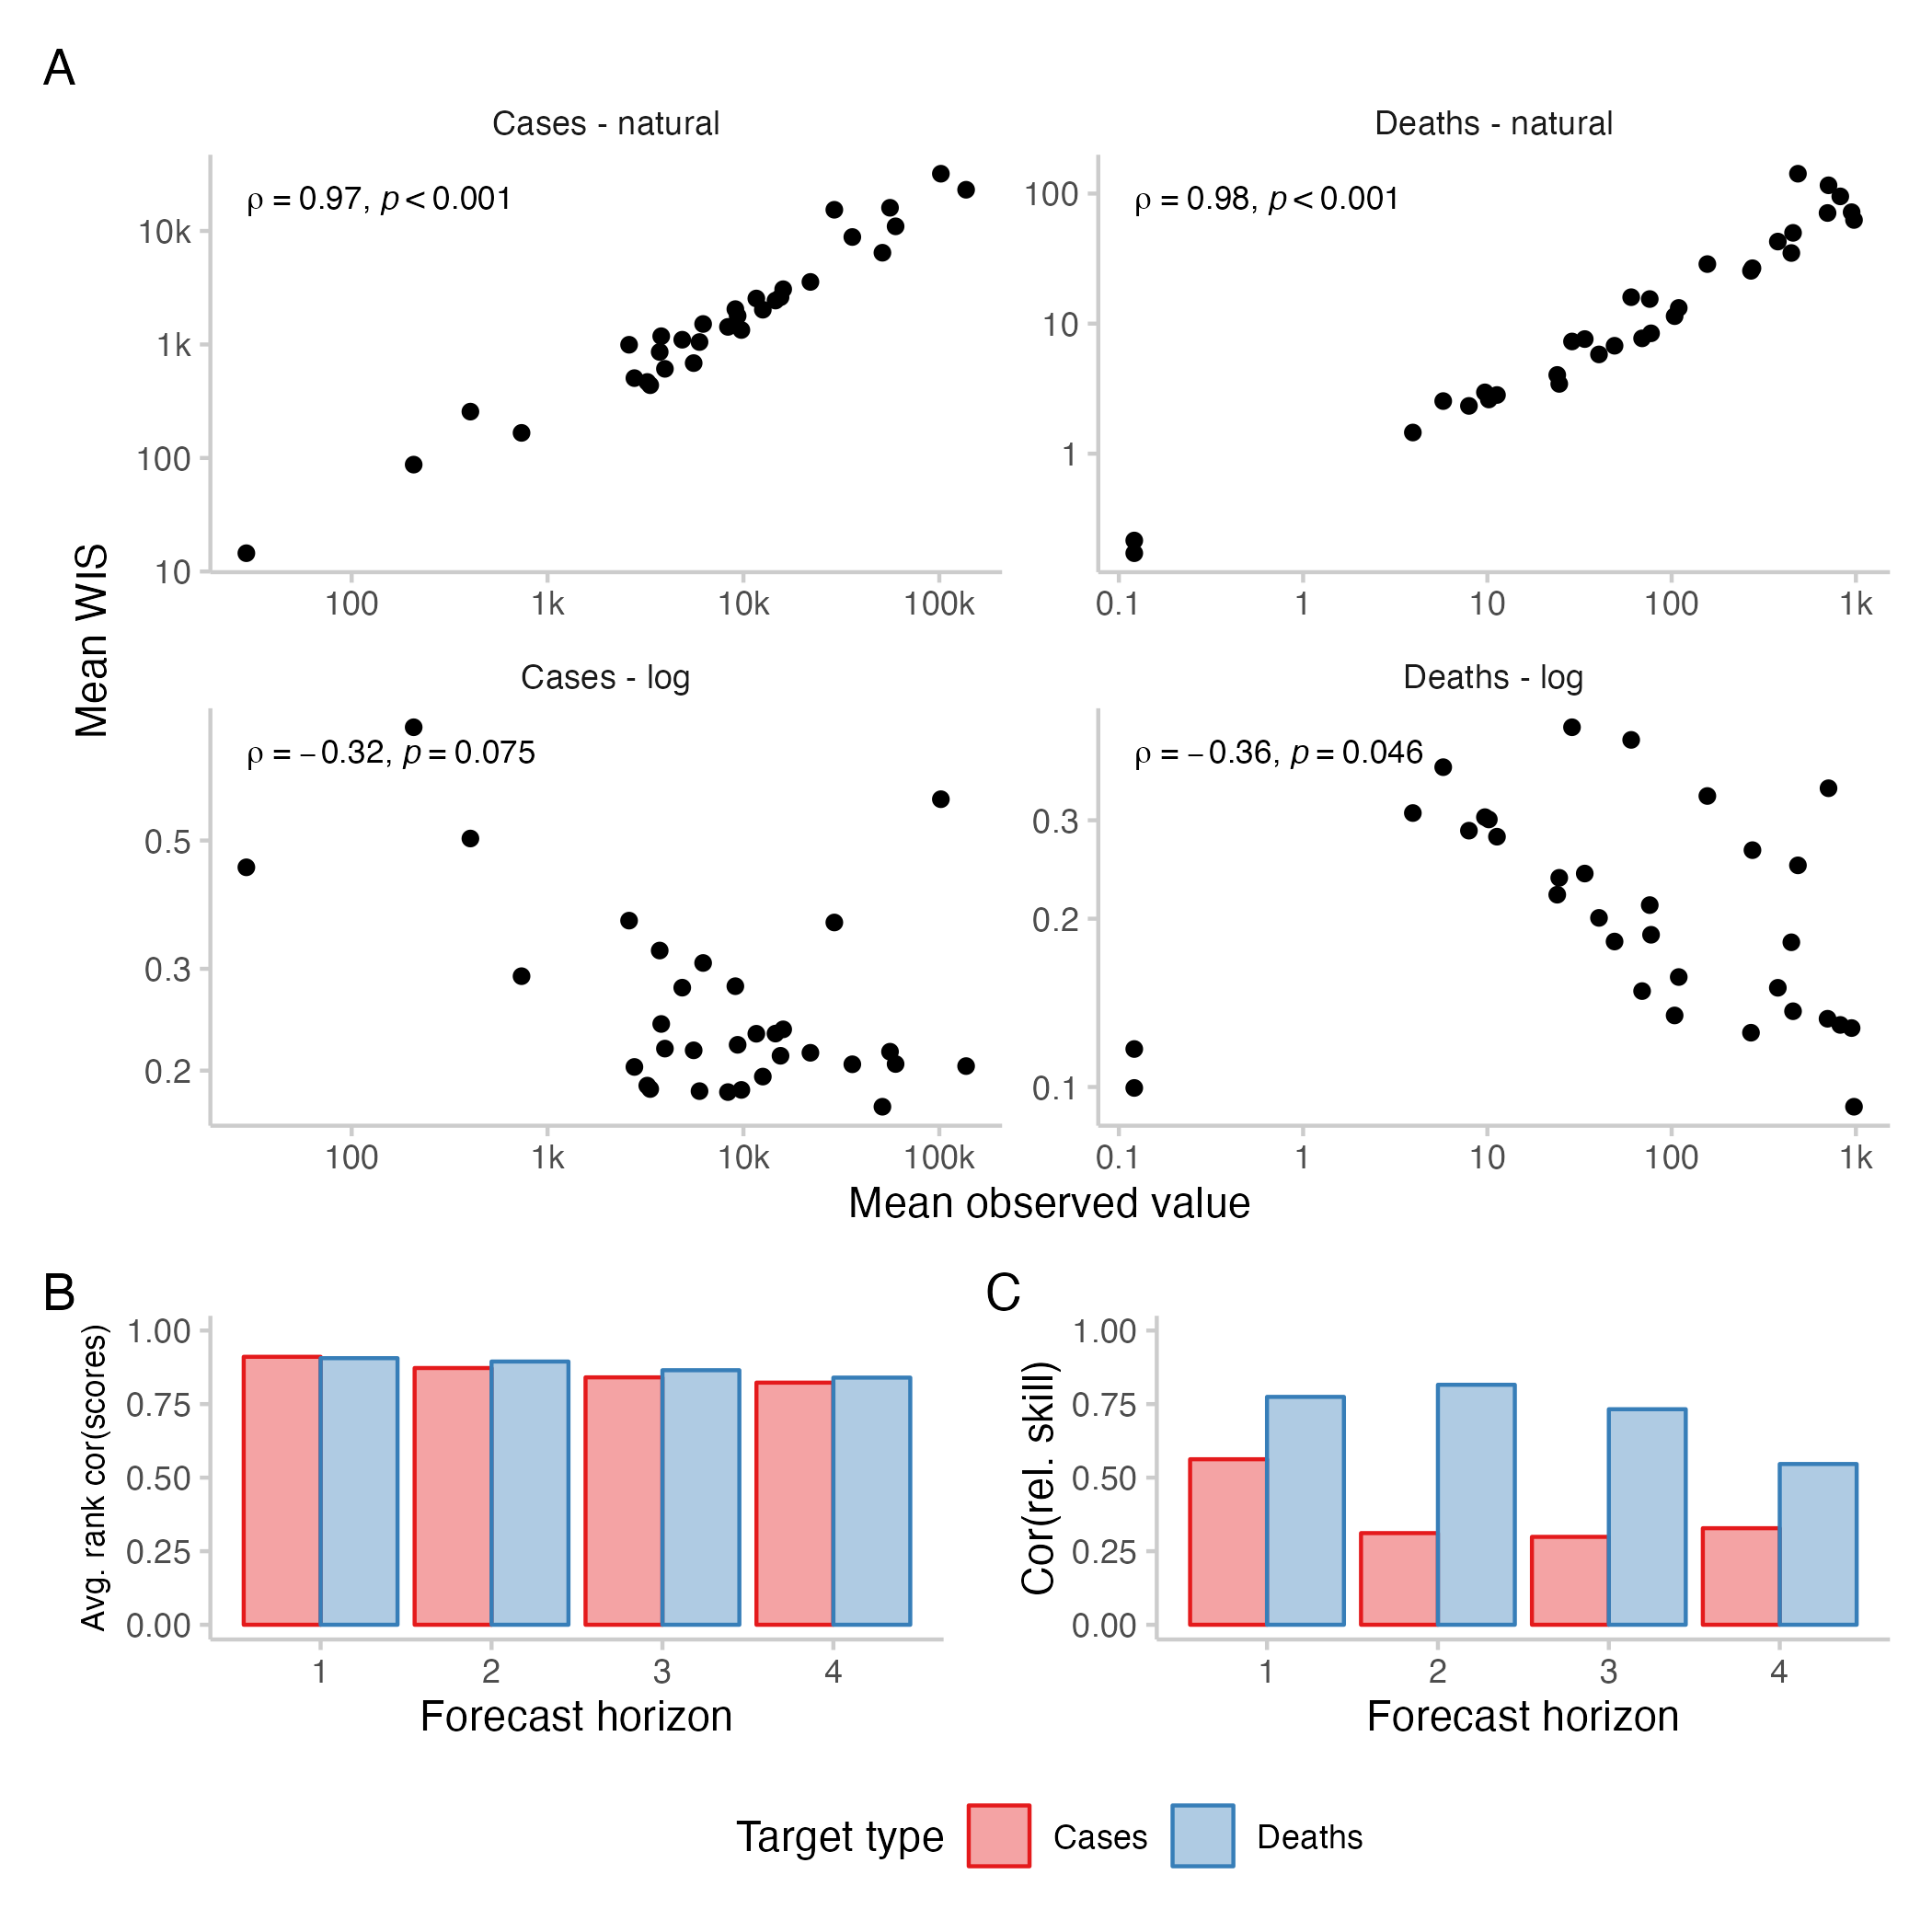 A
Cases - natural
Deaths - natural
ρ = 0.97, p < 0.001
ρ = 0.98, p < 0.001
10k
1k
100
10
100
10
1
100 1k 10k 100k
0.1 1 10 100 1k
Mean WIS
Cases - log
Deaths - log
ρ = −0.32, p = 0.075
ρ = −0.36, p = 0.046
0.5
0.3
0.2
0.3
0.2
0.1
100 1k 10k 100k
0.1 1 10 100 1k
Mean observed value
B
Avg. rank cor(scores)
1.00
0.75
0.50
0.25
0.00
1 2 3 4
Forecast horizon
C
Cor(rel. skill)
1.00
0.75
0.50
0.25
0.00
1 2 3 4
Forecast horizon
Target type Cases Deaths